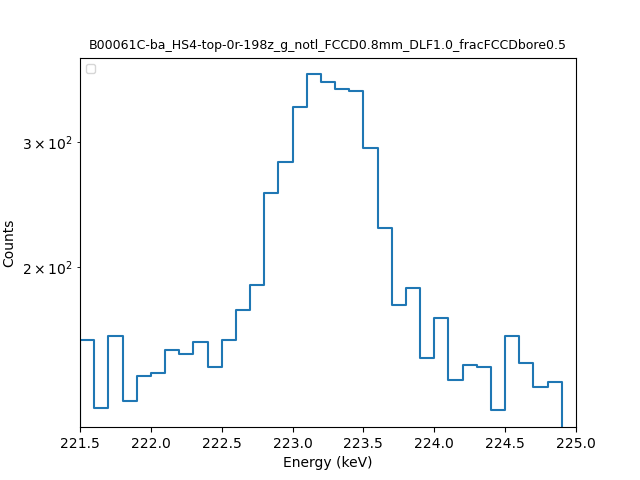 B00061C-ba_HS4-top-0r-198z_g_notl_FCCD0.8mm_DLF1.0_fracFCCDbore0.5
3 × 10²
2 × 10²
Counts
221.5 222.0 222.5 223.0 223.5 224.0 224.5 225.0
Energy (keV)